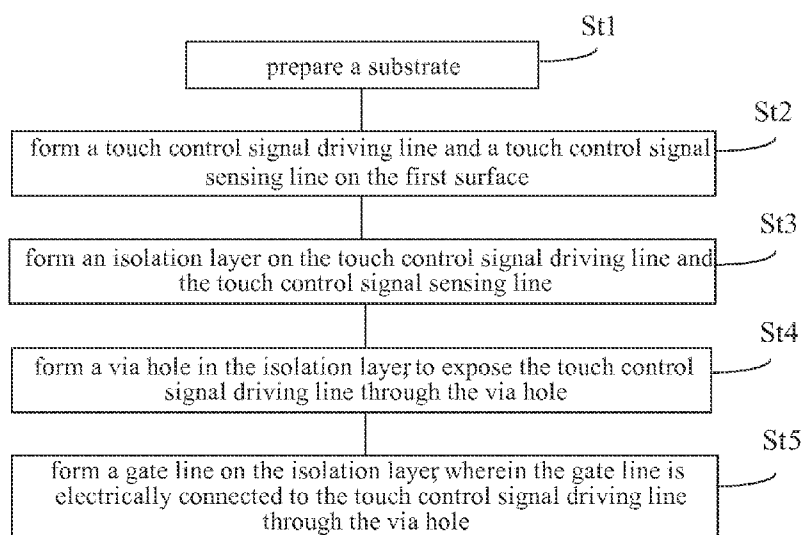 St1
prepare a substrate
St2
form a touch control signal driving line and a touch control signal
sensing line on the first surface
St3
form an isolation layer on the touch control signal driving line and
the touch control signal sensing line
St4
form a via hole in the isolation layer, to expose the touch control
signal driving line through the via hole
St5
form a gate line on the isolation layer, wherein the gate line is
electrically connected to the touch control signal driving line
through the via hole